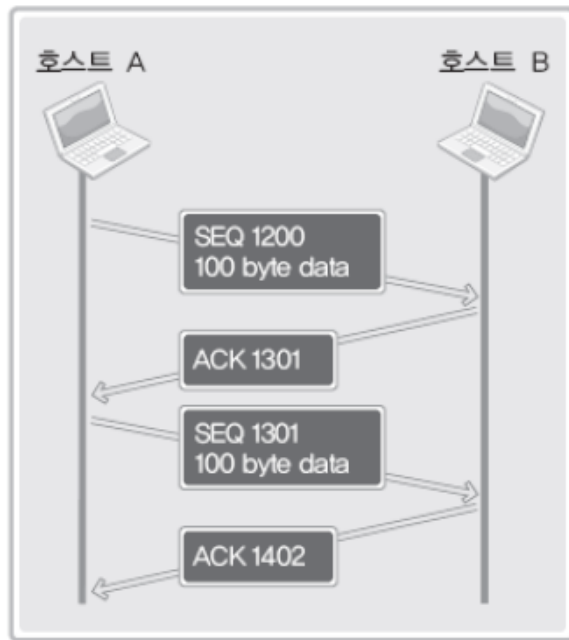 호스트 A
호스트 B
SEQ 1200
100 byte data
ACK 1301
SEQ 1301
100 byte data
ACK 1402